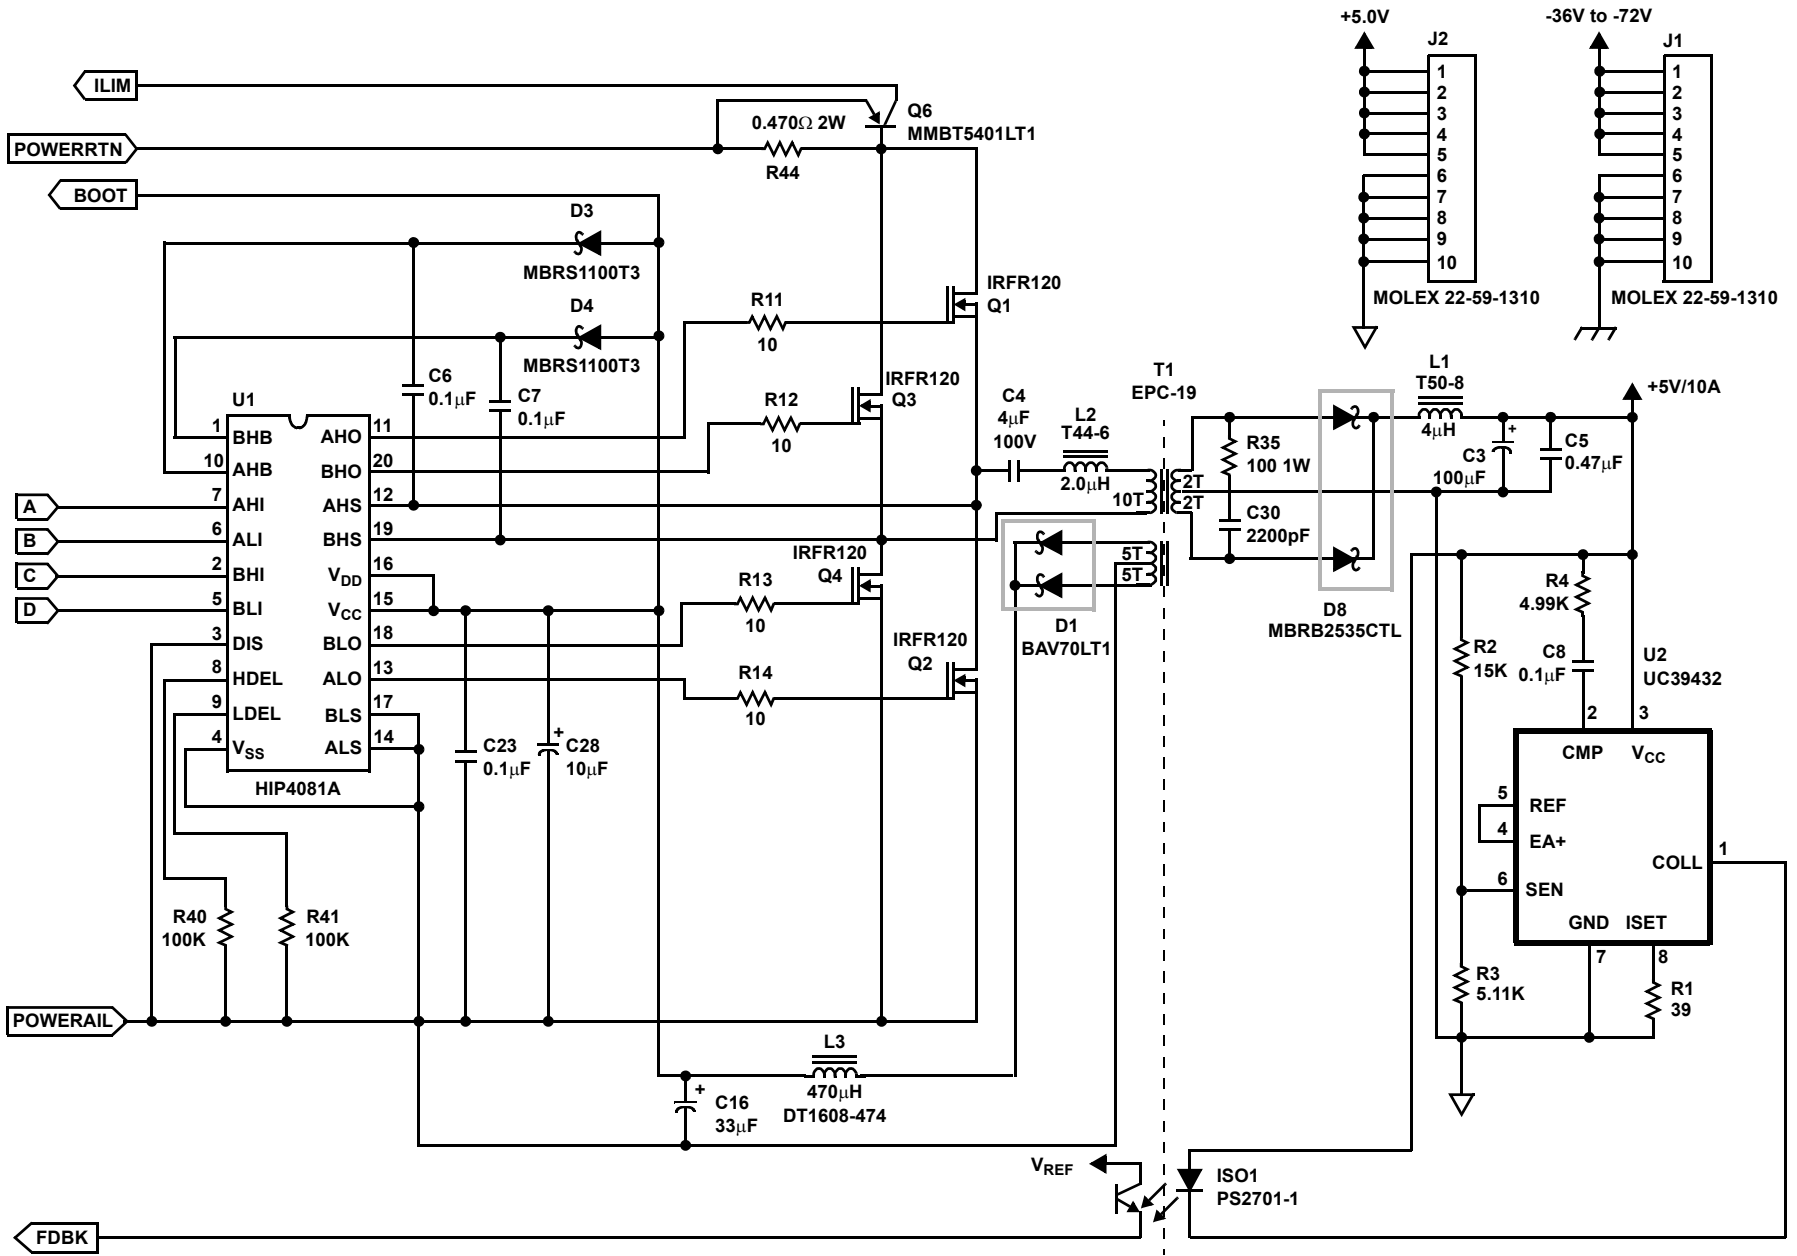 +5.0V
-36V to -72V
J2
J1
1
2
3
4
5
6
7
8
9
10
MOLEX 22-59-1310
1
2
3
4
5
6
7
8
9
10
MOLEX 22-59-1310
ILIM
POWERRTN
BOOT
0.470Ω 2W
R44
Q6
MMBT5401LT1
D3
MBRS1100T3
D4
MBRS1100T3
C6
0.1μF
C7
0.1μF
R11
10
R12
10
IRFR120
Q1
IRFR120
Q3
U1
1 BHB
10 AHB
7 AHI
6 ALI
2 BHI
5 BLI
3 DIS
8 HDEL
9 LDEL
4 VSS
AHO 11
BHO 20
AHS 12
BHS 19
VDD 16
VCC 15
BLO 18
ALO 13
BLS 17
ALS 14
HIP4081A
A
B
C
D
R13
10
R14
10
IRFR120
Q4
IRFR120
Q2
C4
4μF
100V
L2
T44-6
2.0μH
T1
EPC-19
10T
2T
2T
5T
5T
D1
BAV70LT1
R35
100 1W
C30
2200pF
D8
MBRB2535CTL
L1
T50-8
4μH
+5V/10A
+
C3
100μF
C5
0.47μF
R4
4.99K
C8
0.1μF
R2
15K
U2
UC39432
2
3
CMP
VCC
5 REF
4 EA+
6 SEN
COLL 1
GND ISET
7
8
R3
5.11K
R1
39
C23
0.1μF
+
C28
10μF
R40
100K
R41
100K
POWERAIL
L3
470μH
DT1608-474
+
C16
33μF
VREF
ISO1
PS2701-1
FDBK